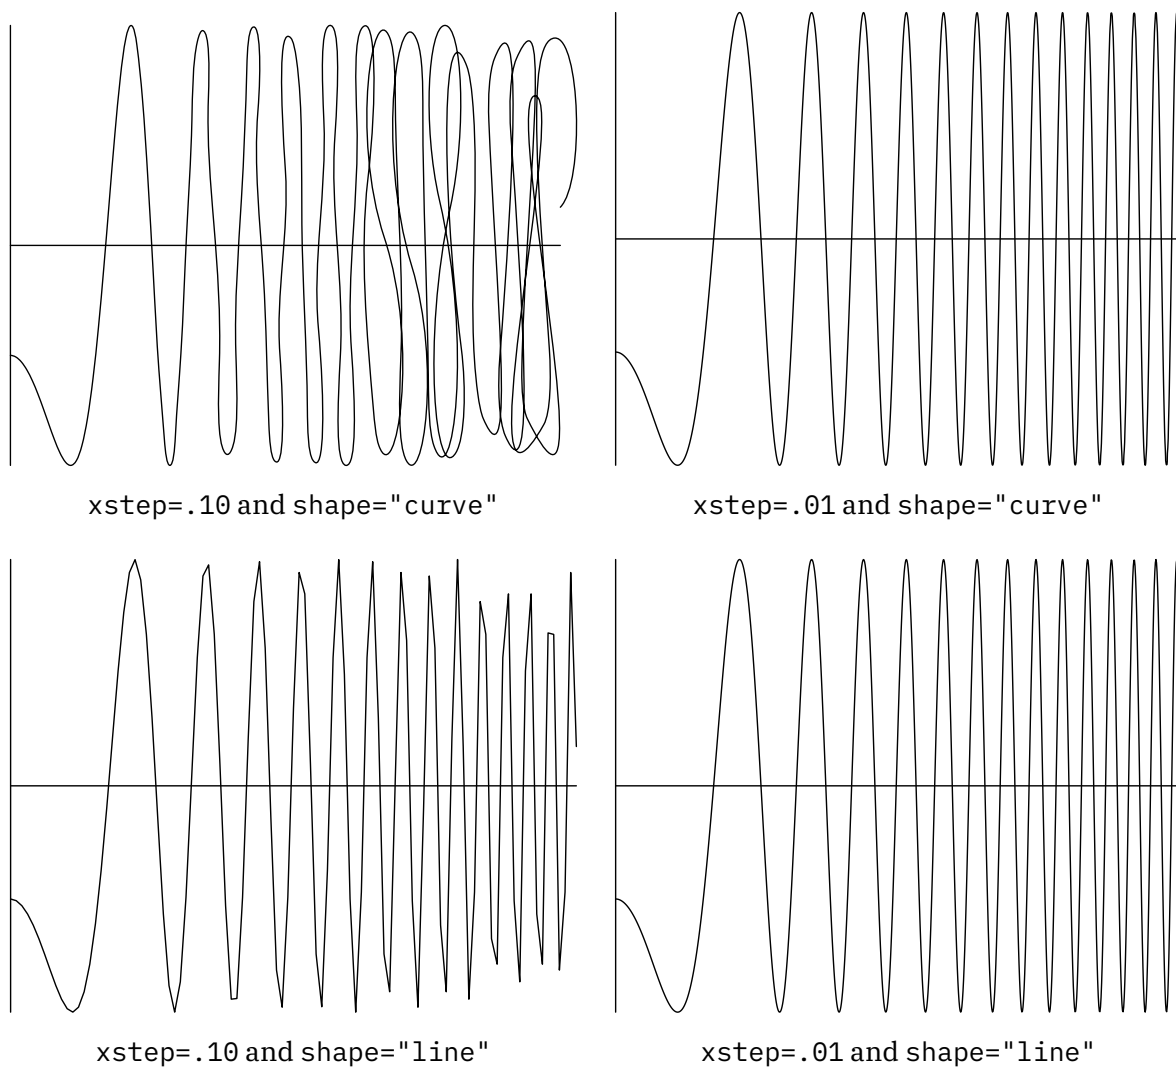 xstep=.10 and shape="curve"
xstep=.01 and shape="curve"
xstep=.10 and shape="line"
xstep=.01 and shape="line"